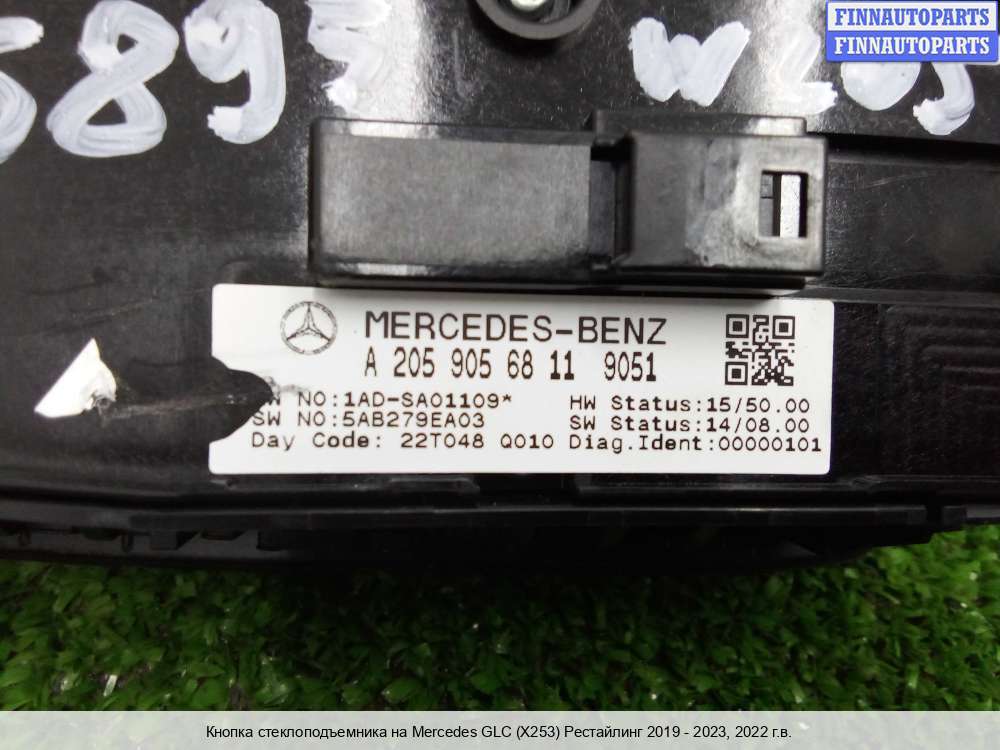 FINNAUTOPARTS
FINNAUTOPARTS
5895 W205
MERCEDES-BENZ
A 205 905 68 11 9051
NO:1AD-SA01109* HW Status:15/50.00
SW NO:5AB279EA03 SW Status:14/08.00
Day Code: 22T048 Q010 Diag.Ident:00000101
Кнопка стеклоподъемника на Mercedes GLC (X253) Рестайлинг 2019 - 2023, 2022 г.в.